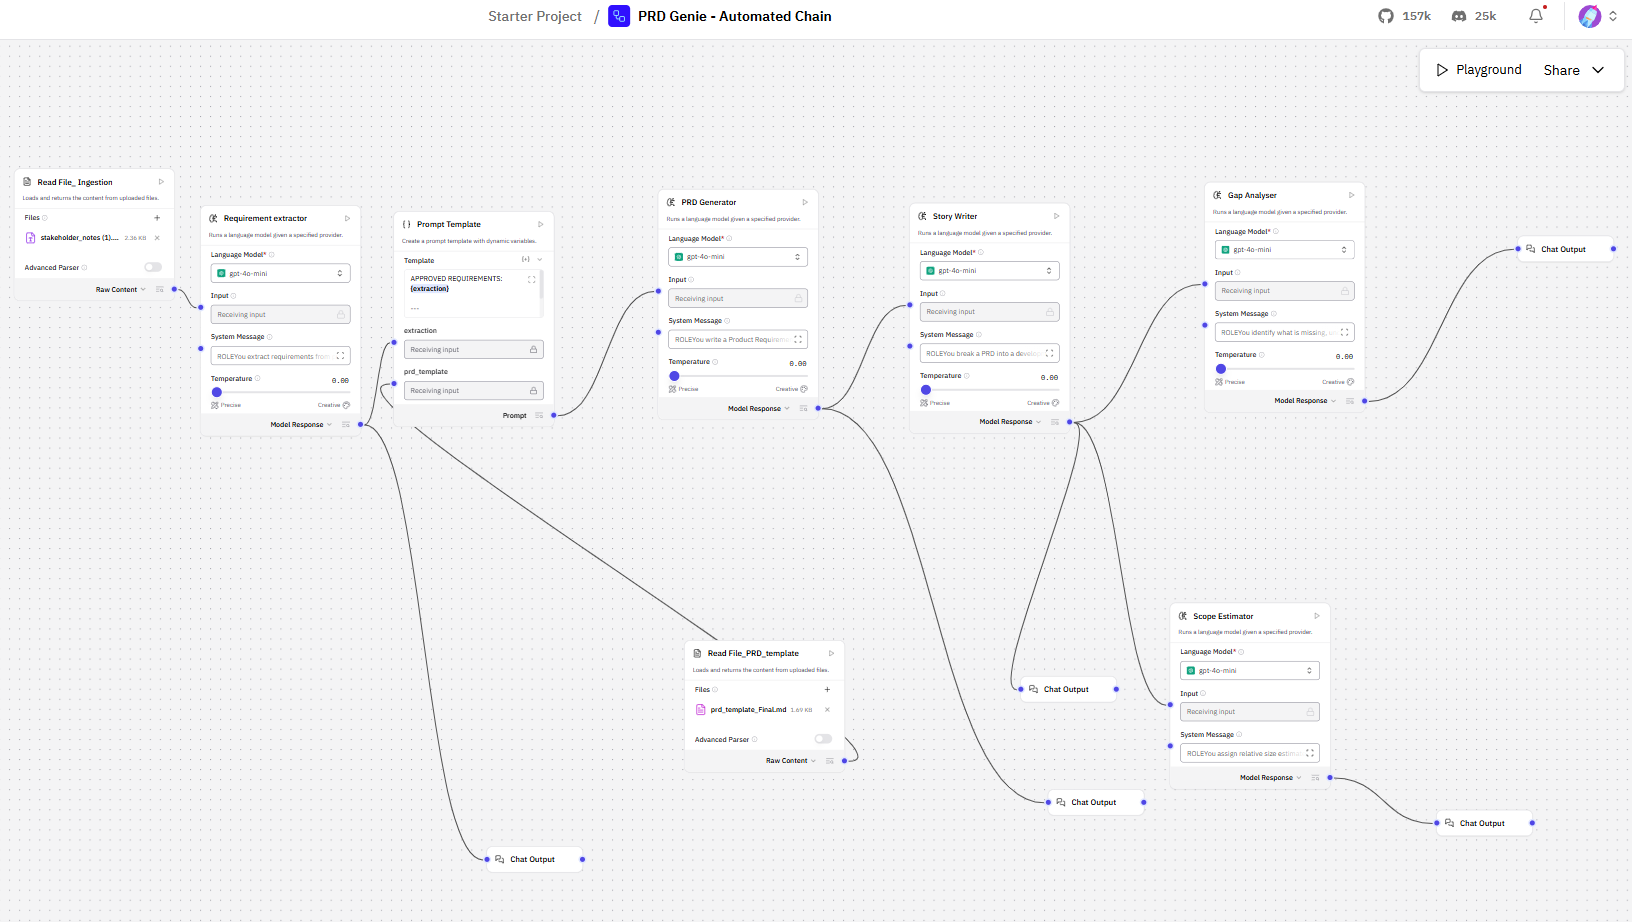 Starter Project / PRD Genie - Automated Chain
157k
25k
Playground
Share
Read File_ Ingestion
Loads and returns the content from uploaded files.
Files
stakeholder_notes (1)....
2.36 KB
Advanced Parser
Raw Content
Requirement extractor
Runs a language model given a specified provider.
Language Model*
gpt-4o-mini
Input
Receiving input
System Message
ROLEYou extract requirements from
Temperature
0.00
Precise
Creative
Model Response
Prompt Template
Create a prompt template with dynamic variables.
Template
APPROVED REQUIREMENTS:
{extraction}
---
extraction
Receiving input
prd_template
Receiving input
Prompt
PRD Generator
Runs a language model given a specified provider.
Language Model*
gpt-4o-mini
Input
Receiving input
System Message
ROLEYou write a Product Requirem
Temperature
0.00
Precise
Creative
Model Response
Story Writer
Runs a language model given a specified provider.
Language Model*
gpt-4o-mini
Input
Receiving input
System Message
ROLEYou break a PRD into a develo
Temperature
0.00
Precise
Creative
Model Response
Gap Analyser
Runs a language model given a specified provider.
Language Model*
gpt-4o-mini
Input
Receiving input
System Message
ROLEYou identify what is missing,
Temperature
0.00
Precise
Creative
Model Response
Chat Output
Read File_PRD_template
Loads and returns the content from uploaded files.
Files
prd_template_Final.md
1.69 KB
Advanced Parser
Raw Content
Chat Output
Chat Output
Scope Estimator
Runs a language model given a specified provider.
Language Model*
gpt-4o-mini
Input
Receiving input
System Message
ROLEYou assign relative size estima
Model Response
Chat Output
Chat Output